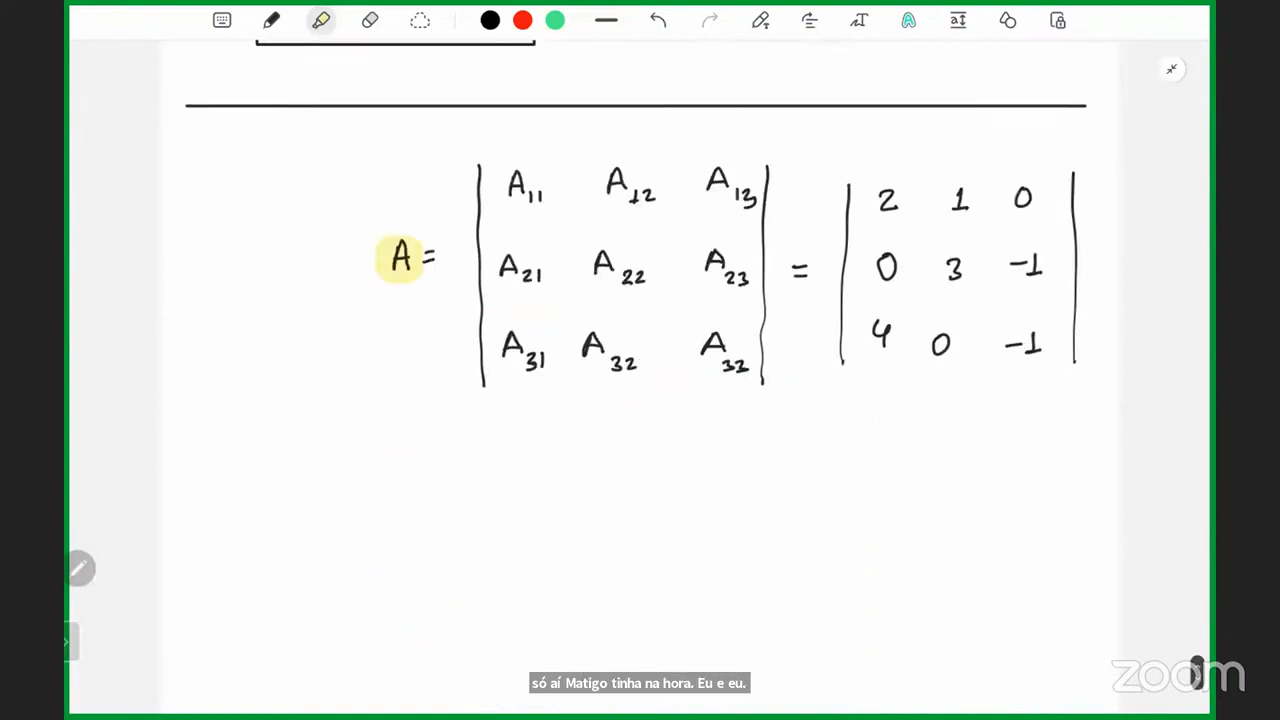 A11 A12 A13 2 1 0
A = A21 A22 A23 = 0 3 -1
A31 A32 A32 4 0 -1
só aí Matigo tinha na hora. Eu e eu.
zoom